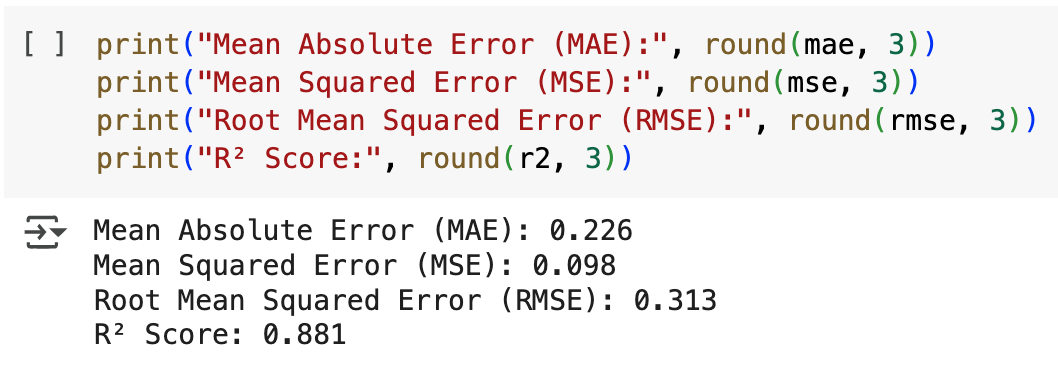 [ ] print("Mean Absolute Error (MAE):", round(mae, 3))
print("Mean Squared Error (MSE):", round(mse, 3))
print("Root Mean Squared Error (RMSE):", round(rmse, 3))
print("R² Score:", round(r2, 3))
Mean Absolute Error (MAE): 0.226
Mean Squared Error (MSE): 0.098
Root Mean Squared Error (RMSE): 0.313
R² Score: 0.881